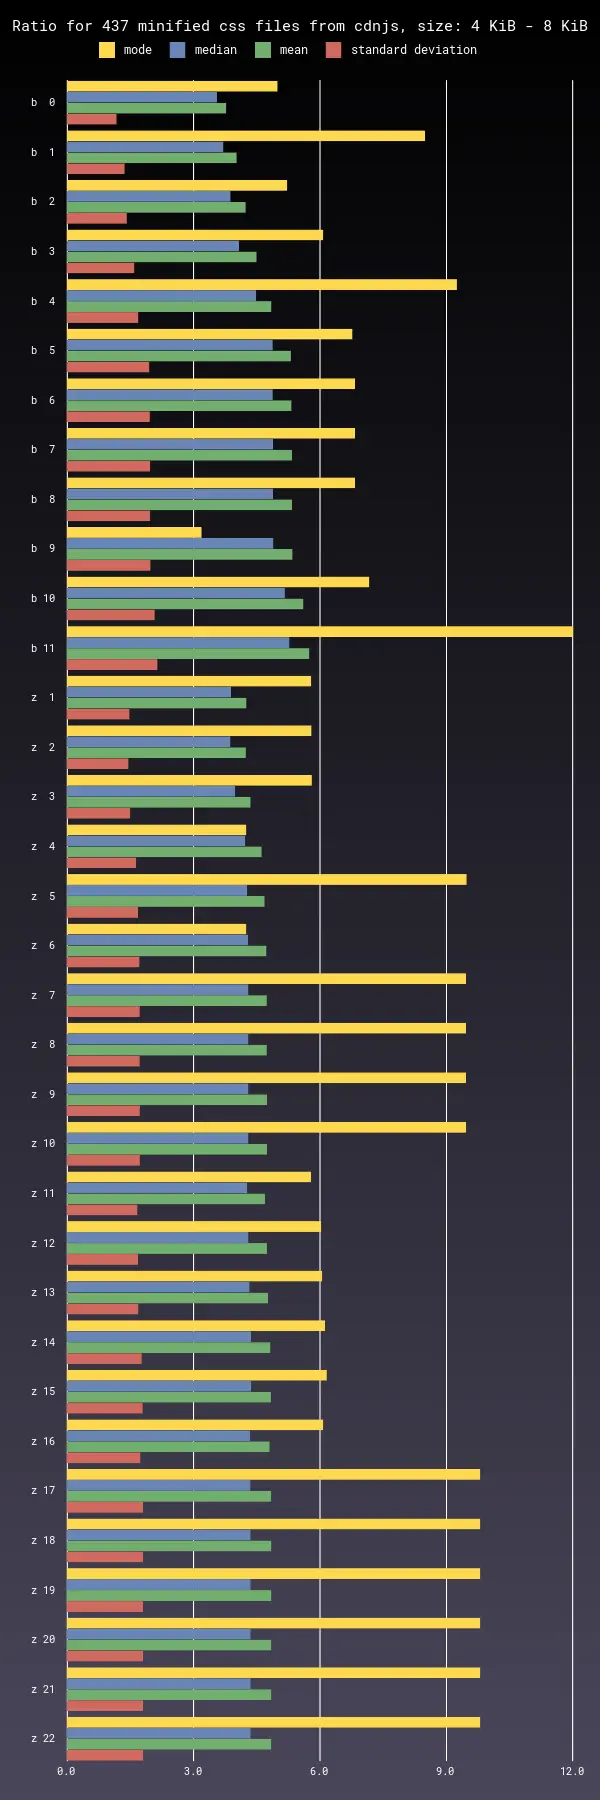 Ratio for 437 minified css files from cdnjs, size: 4 KiB - 8 KiB
mode median mean standard deviation
b 0
b 1
b 2
b 3
b 4
b 5
b 6
b 7
b 8
b 9
b 10
b 11
z 1
z 2
z 3
z 4
z 5
z 6
z 7
z 8
z 9
z 10
z 11
z 12
z 13
z 14
z 15
z 16
z 17
z 18
z 19
z 20
z 21
z 22
0.0 3.0 6.0 9.0 12.0